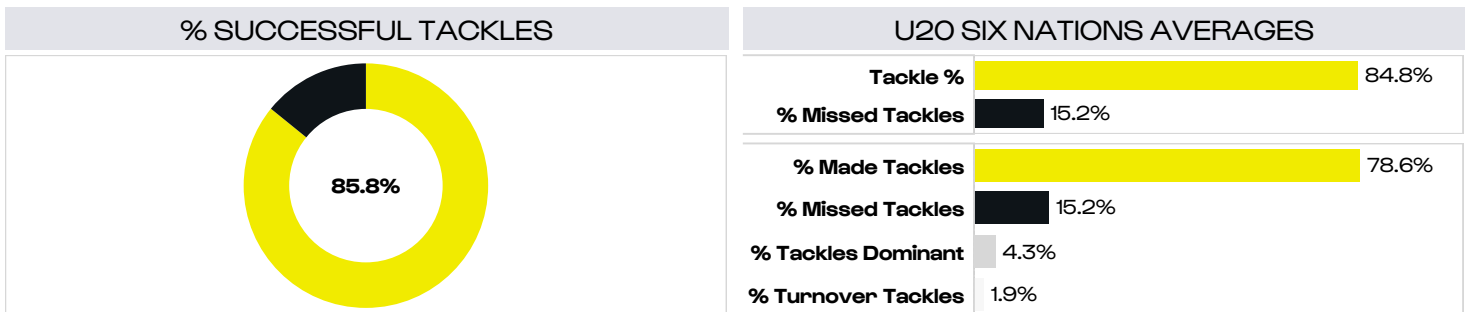 % SUCCESSFUL TACKLES
85.8%
U20 SIX NATIONS AVERAGES
Tackle % 84.8%
% Missed Tackles 15.2%
% Made Tackles 78.6%
% Missed Tackles 15.2%
% Tackles Dominant 4.3%
% Turnover Tackles 1.9%